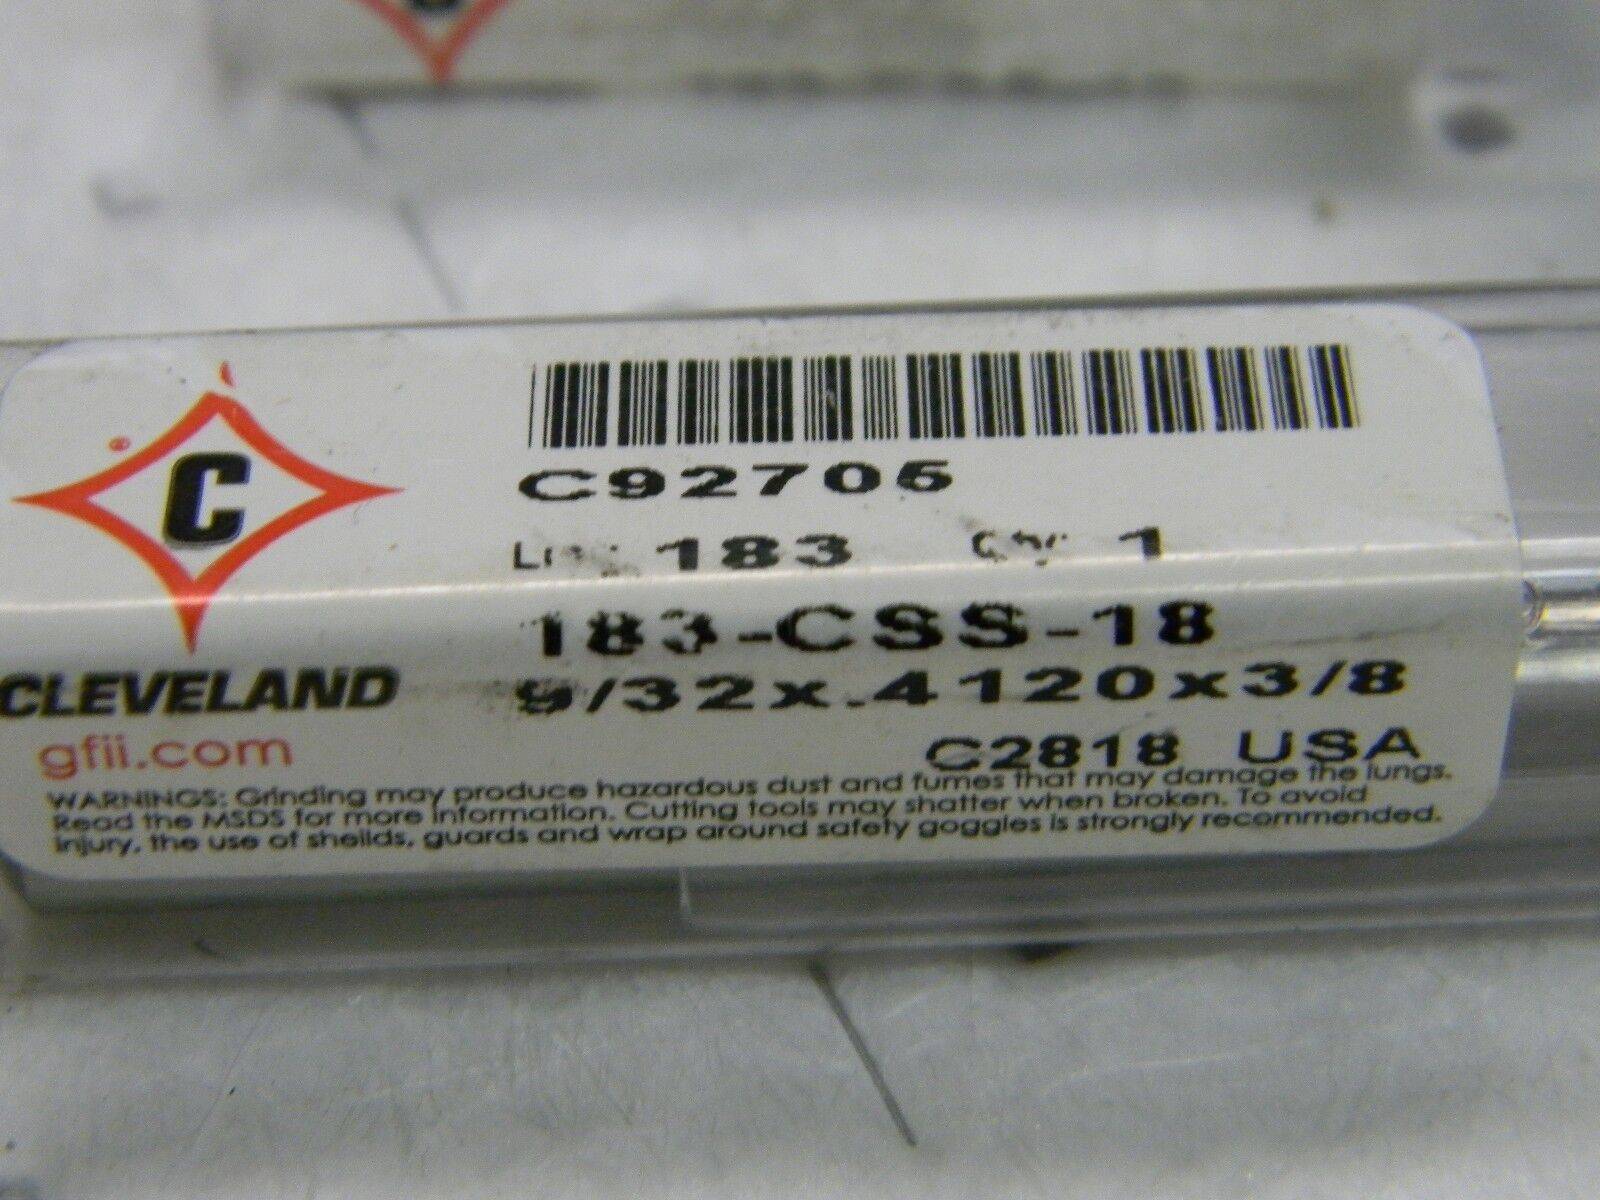 C
®
CLEVELAND
gfii.com
C92705
183 1
183-CSS-18
9/32x.4120x3/8
C2818 USA
WARNINGS: Grinding may produce hazardous dust and fumes that may damage the lungs.
Read the MSDS for more information. Cutting tools may shatter when broken. To avoid
injury, the use of sheilds, guards and wrap around safety goggles is strongly recommended.